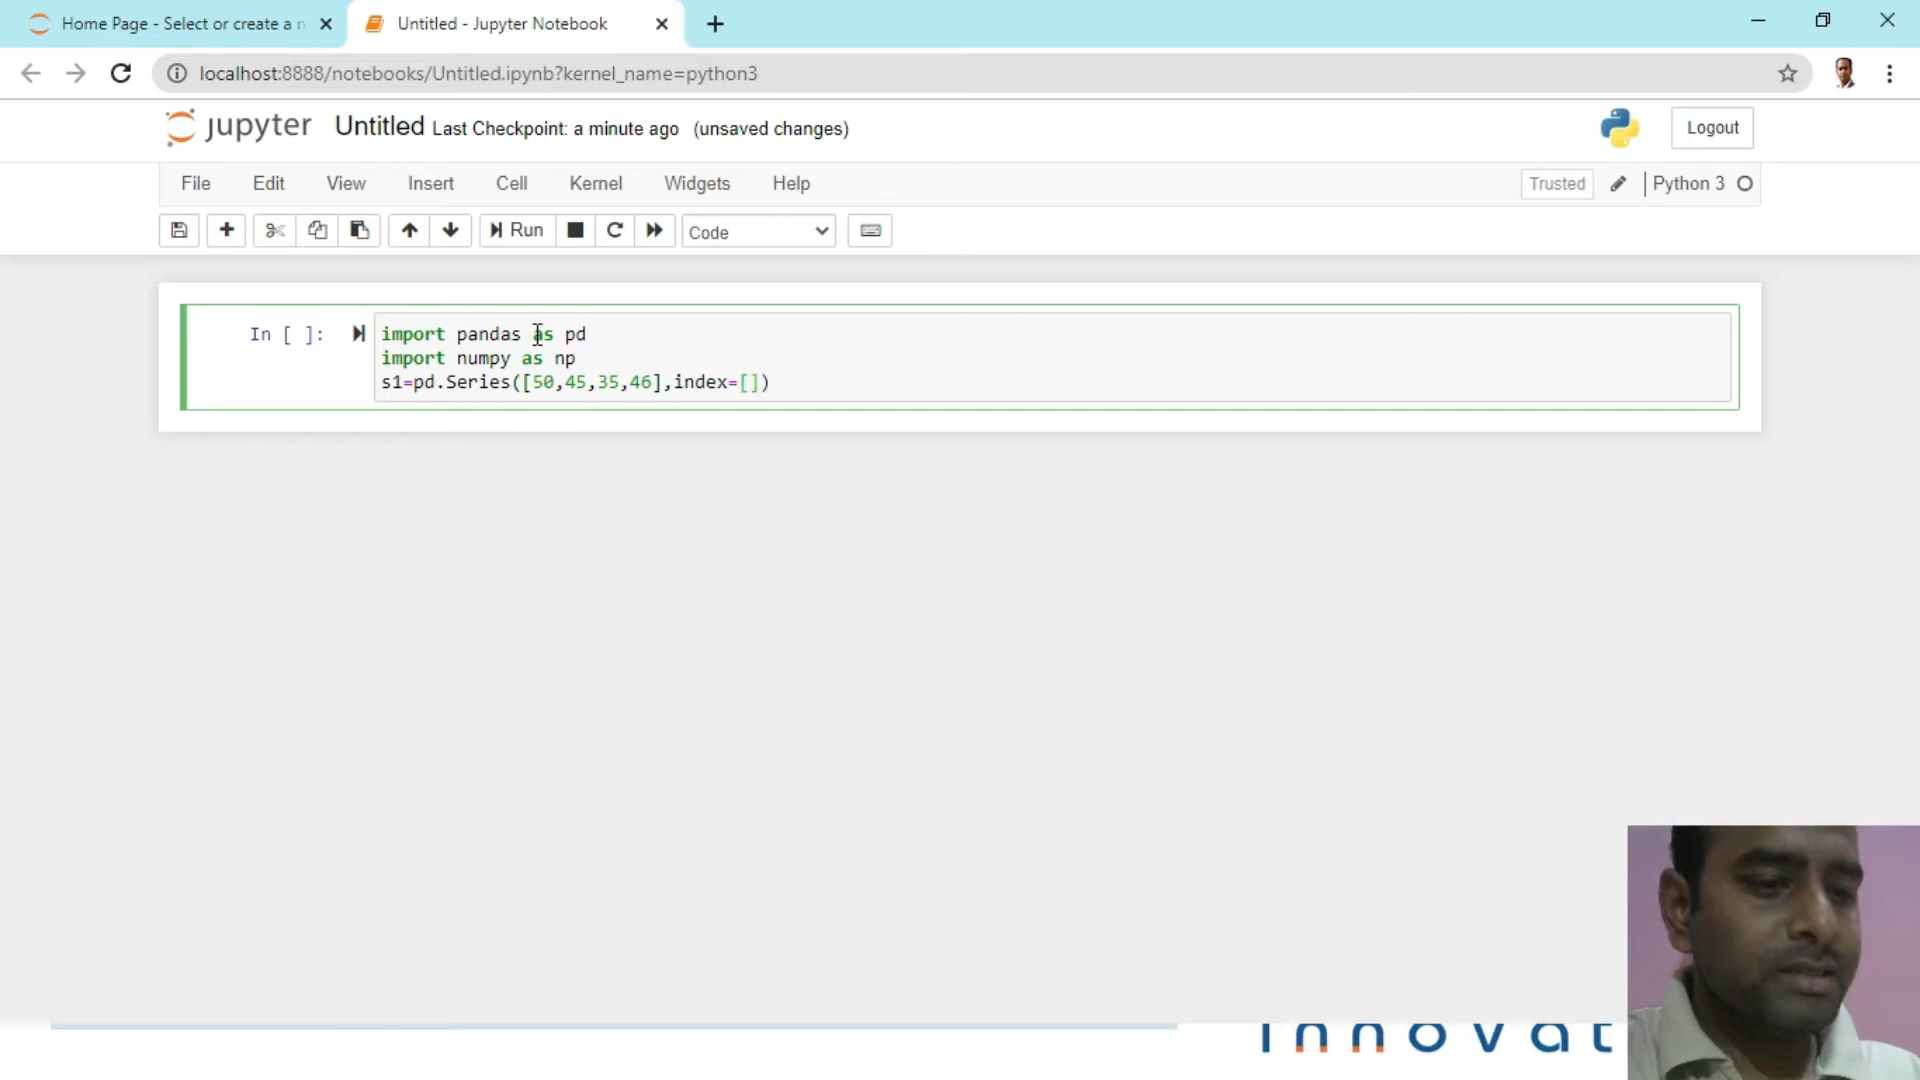 Home Page - Select or create a n
Untitled - Jupyter Notebook
localhost:8888/notebooks/Untitled.ipynb?kernel_name=python3
jupyter Untitled Last Checkpoint: a minute ago (unsaved changes)
Logout
File Edit View Insert Cell Kernel Widgets Help
Trusted Python 3
Run Code
In [ ]:
import pandas as pd
import numpy as np
s1=pd.Series([50,45,35,46],index=[])
innovat